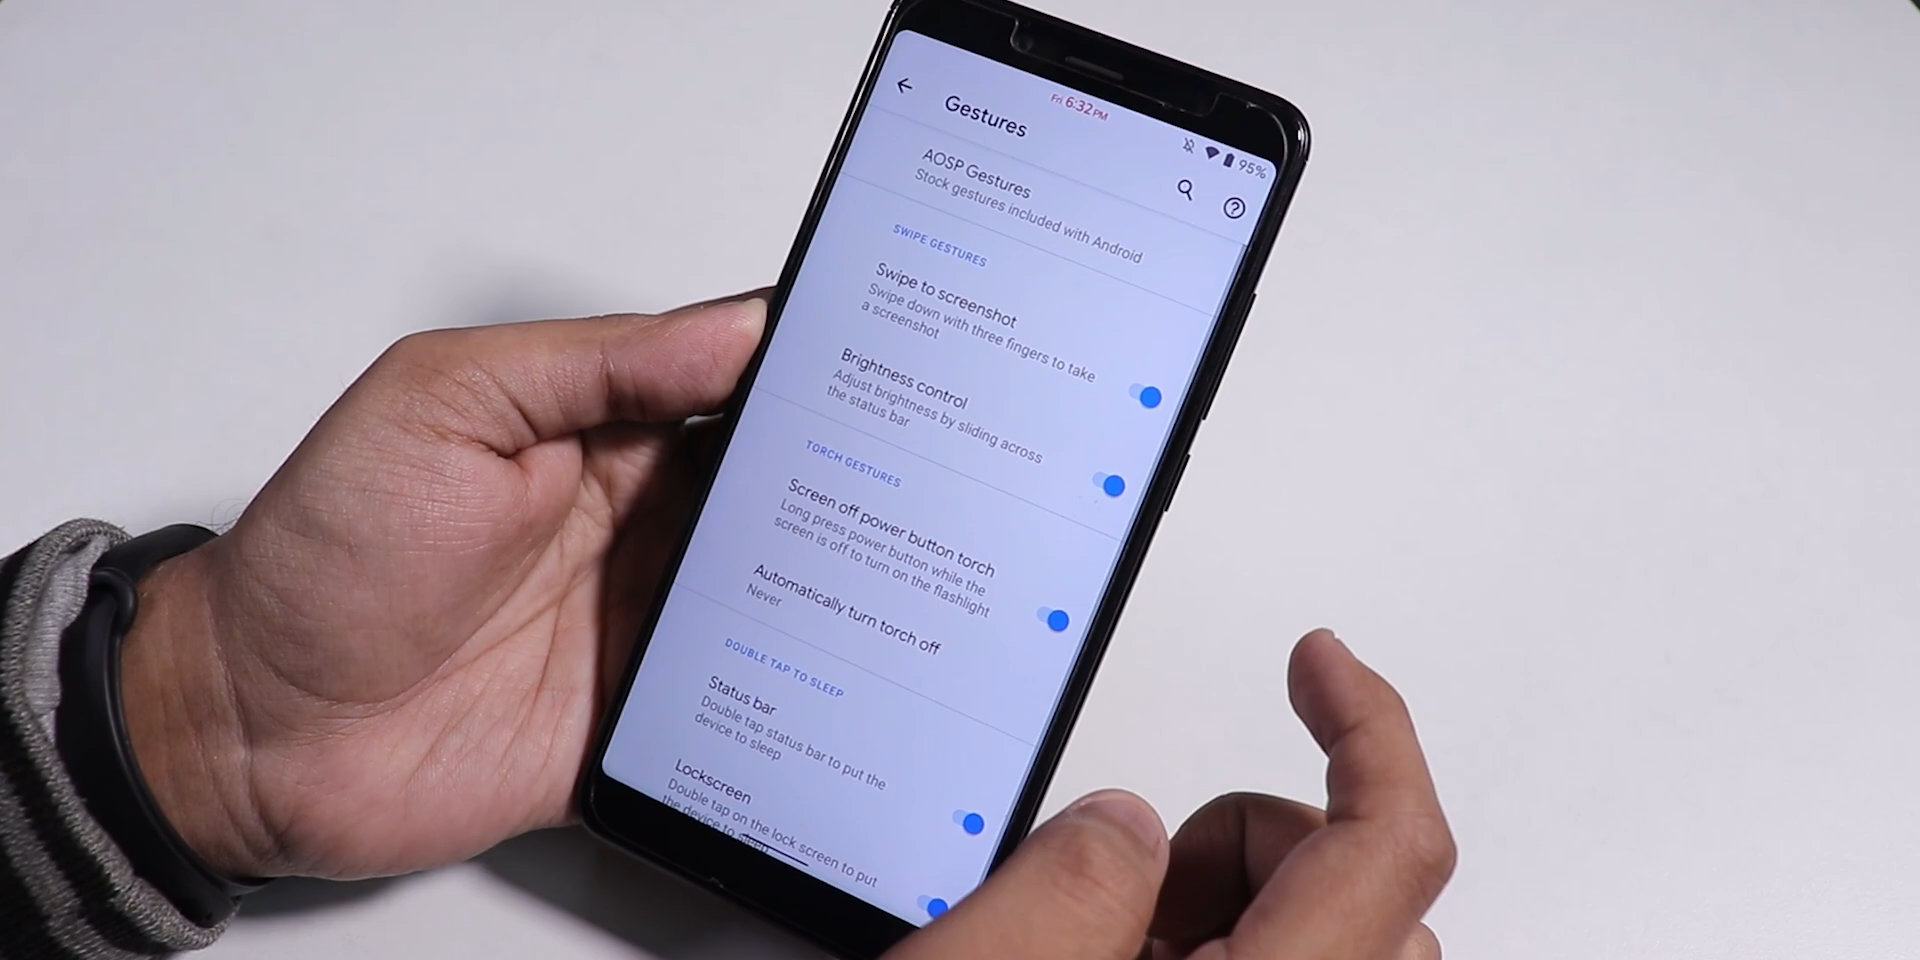 Fri 6:32PM
95%
Gestures
AOSP Gestures
Stock gestures included with Android
SWIPE GESTURES
Swipe to screenshot
Swipe down with three fingers to take
a screenshot
Brightness control
Adjust brightness by sliding across
the status bar
TORCH GESTURES
Screen off power button torch
Long press power button while the
screen is off to turn on the flashlight
Automatically turn torch off
Never
DOUBLE TAP TO SLEEP
Status bar
Double tap status bar to put the
device to sleep
Lockscreen
Double tap on the lock screen to put
the device to sleep